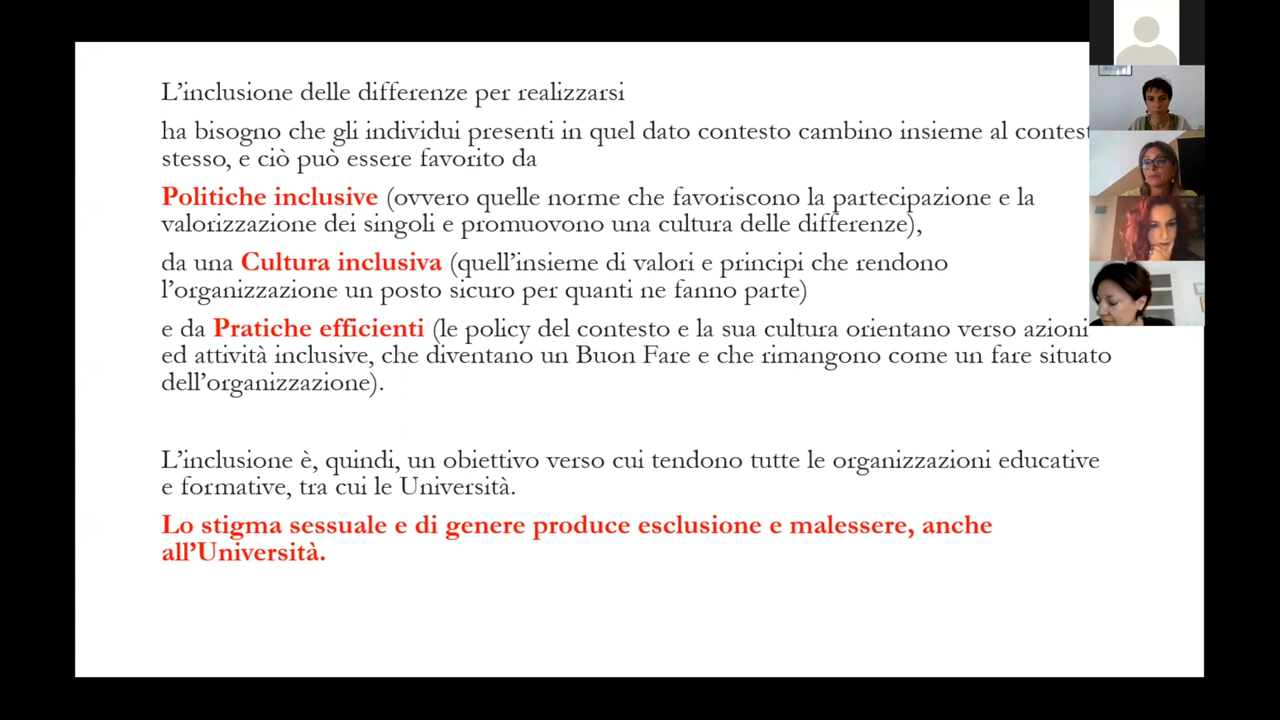 L’inclusione delle differenze per realizzarsi
ha bisogno che gli individui presenti in quel dato contesto cambino insieme al contest
stesso, e ciò può essere favorito da
Politiche inclusive (ovvero quelle norme che favoriscono la partecipazione e la
valorizzazione dei singoli e promuovono una cultura delle differenze),
da una Cultura inclusiva (quell’insieme di valori e principi che rendono
l’organizzazione un posto sicuro per quanti ne fanno parte)
e da Pratiche efficienti (le policy del contesto e la sua cultura orientano verso azioni
ed attività inclusive, che diventano un Buon Fare e che rimangono come un fare situato
dell’organizzazione).
L’inclusione è, quindi, un obiettivo verso cui tendono tutte le organizzazioni educative
e formative, tra cui le Università.
Lo stigma sessuale e di genere produce esclusione e malessere, anche
all’Università.